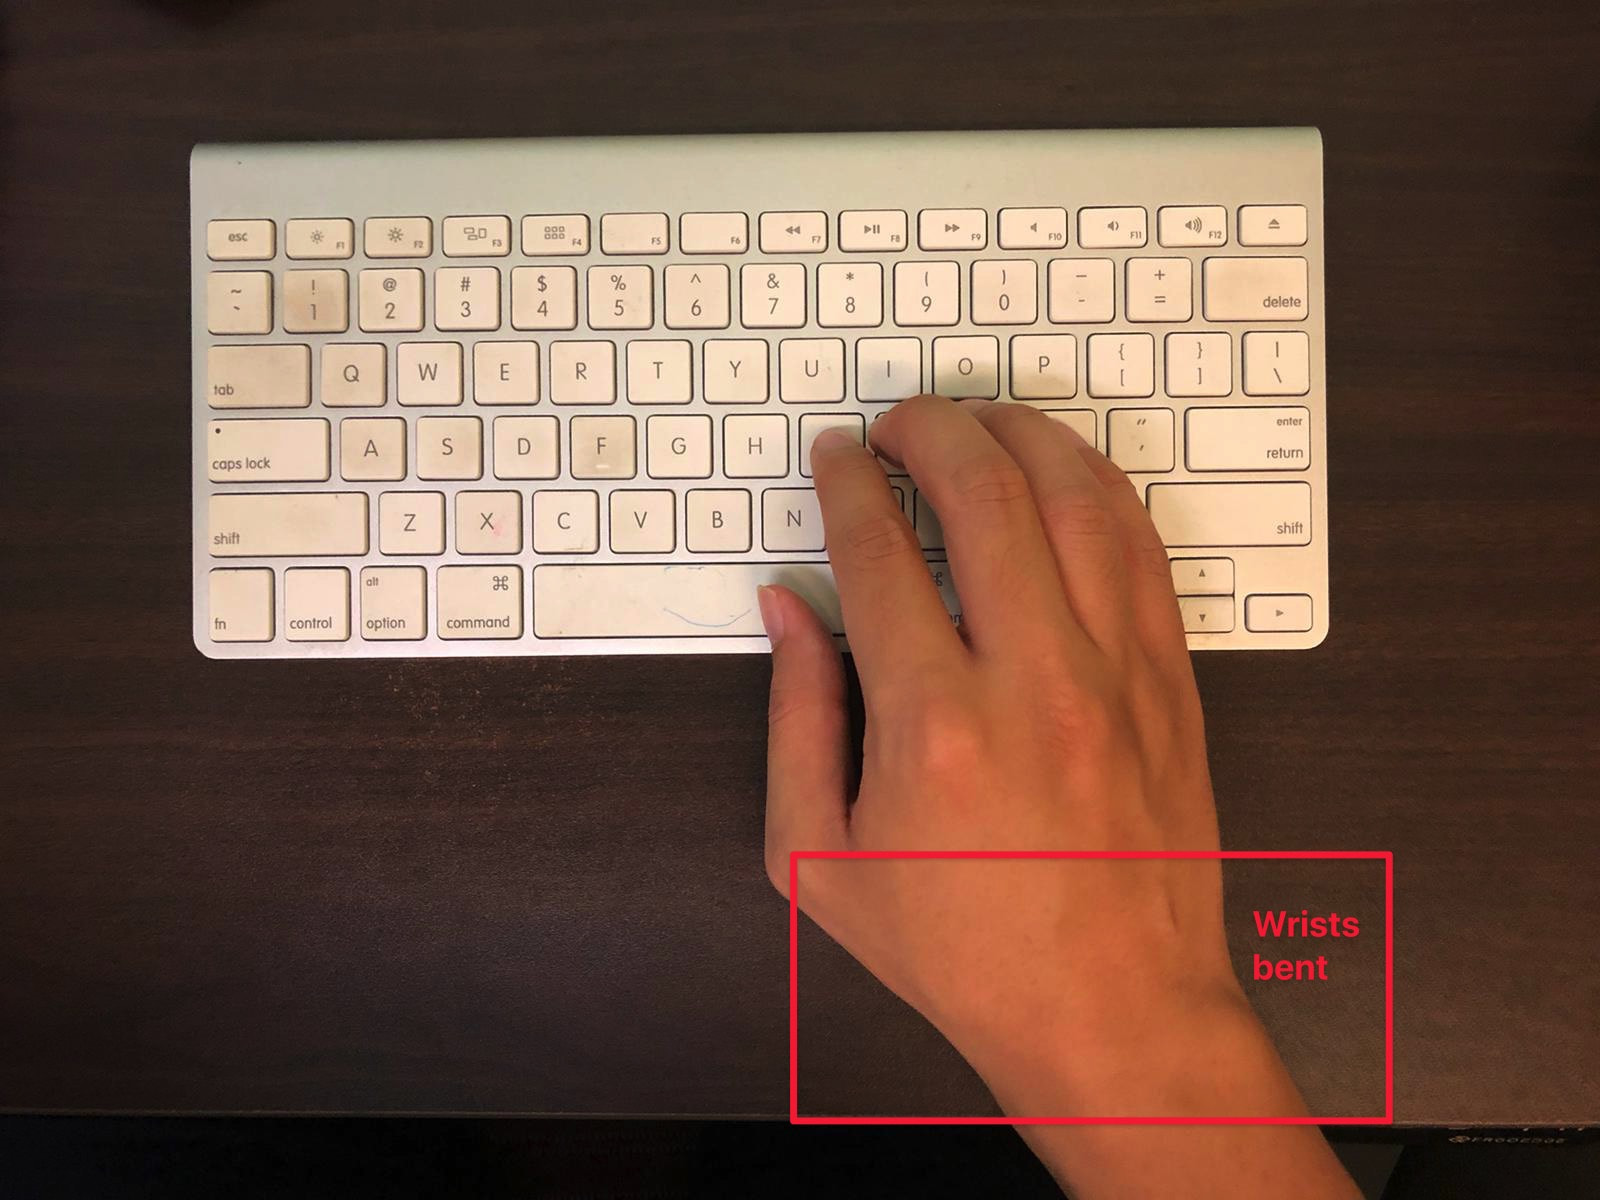 esc F1 F2 F3 F4 F5 F6 F7 F8 F9 F10 F11 F12
~ ! @ # $ % ^ & * ( ) — +
` 1 2 3 4 5 6 7 8 9 0 - = delete
tab Q W E R T Y U I O P { [ } ] | \
caps lock A S D F G H " ' enter return
shift Z X C V B N shift
fn control alt option ⌘ command ⌘
Wrists
bent